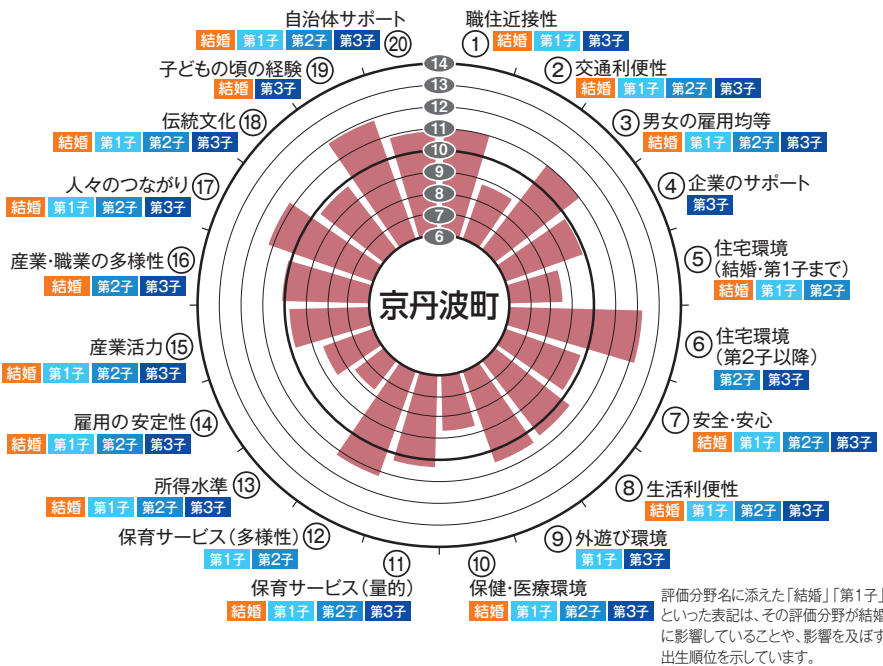 職住近接性
① 結婚 第1子 第3子
② 交通利便性
結婚 第1子 第2子 第3子
③ 男女の雇用均等
結婚 第1子 第2子 第3子
④ 企業のサポート
第3子
⑤ 住宅環境
(結婚・第1子まで)
結婚 第1子 第2子
⑥ 住宅環境
(第2子以降)
第2子 第3子
⑦ 安全・安心
結婚 第1子 第2子 第3子
⑧ 生活利便性
結婚 第1子 第2子 第3子
⑨ 外遊び環境
第1子 第3子
⑩
保健・医療環境
結婚 第1子 第2子 第3子
⑪
保育サービス(量的)
結婚 第1子 第2子 第3子
保育サービス(多様性) ⑫
第1子 第2子
所得水準 ⑬
結婚 第1子 第2子 第3子
雇用の安定性 ⑭
結婚 第1子 第2子 第3子
産業活力 ⑮
結婚 第1子 第2子 第3子
産業・職業の多様性 ⑯
結婚 第2子 第3子
人々のつながり ⑰
結婚 第1子 第2子 第3子
伝統文化 ⑱
結婚 第1子 第2子 第3子
子どもの頃の経験 ⑲
結婚 第3子
自治体サポート
結婚 第1子 第2子 第3子 ⑳
14
13
12
11
10
9
8
7
6
京丹波町
評価分野名に添えた「結婚」「第1子」
といった表記は、その評価分野が結婚
に影響していることや、影響を及ぼす
出生順位を示しています。